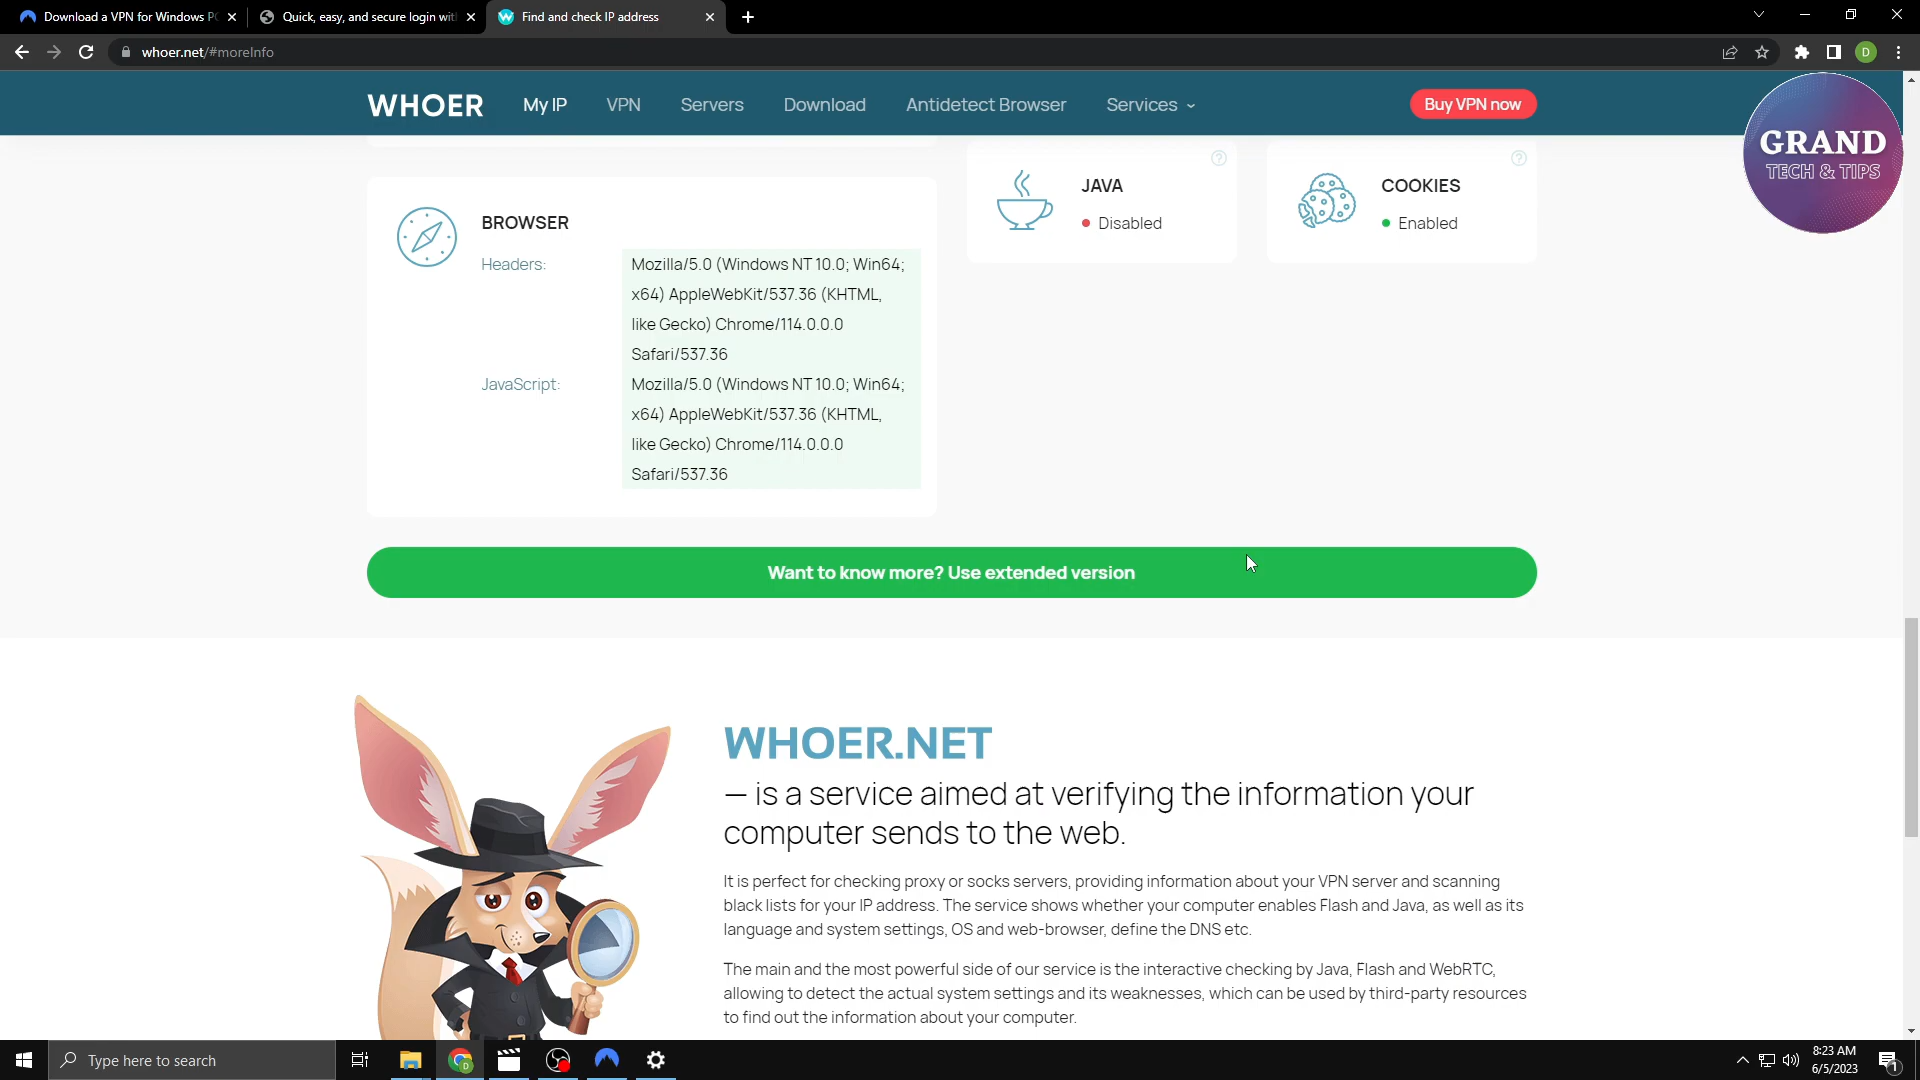 Download a VPN for Windows PC
Quick, easy, and secure login wit
Find and check IP address
whoer.net/#moreInfo
D
WHOER
My IP
VPN
Servers
Download
Antidetect Browser
Services
Buy VPN now
GRAND
TECH & TIPS
BROWSER
Headers:
Mozilla/5.0 (Windows NT 10.0; Win64;
x64) AppleWebKit/537.36 (KHTML,
like Gecko) Chrome/114.0.0.0
Safari/537.36
JavaScript:
Mozilla/5.0 (Windows NT 10.0; Win64;
x64) AppleWebKit/537.36 (KHTML,
like Gecko) Chrome/114.0.0.0
Safari/537.36
JAVA
Disabled
COOKIES
Enabled
Want to know more? Use extended version
WHOER.NET
— is a service aimed at verifying the information your
computer sends to the web.
It is perfect for checking proxy or socks servers, providing information about your VPN server and scanning
black lists for your IP address. The service shows whether your computer enables Flash and Java, as well as its
language and system settings, OS and web-browser, define the DNS etc.
The main and the most powerful side of our service is the interactive checking by Java, Flash and WebRTC,
allowing to detect the actual system settings and its weaknesses, which can be used by third-party resources
to find out the information about your computer.
Type here to search
8:23 AM
6/5/2023
1